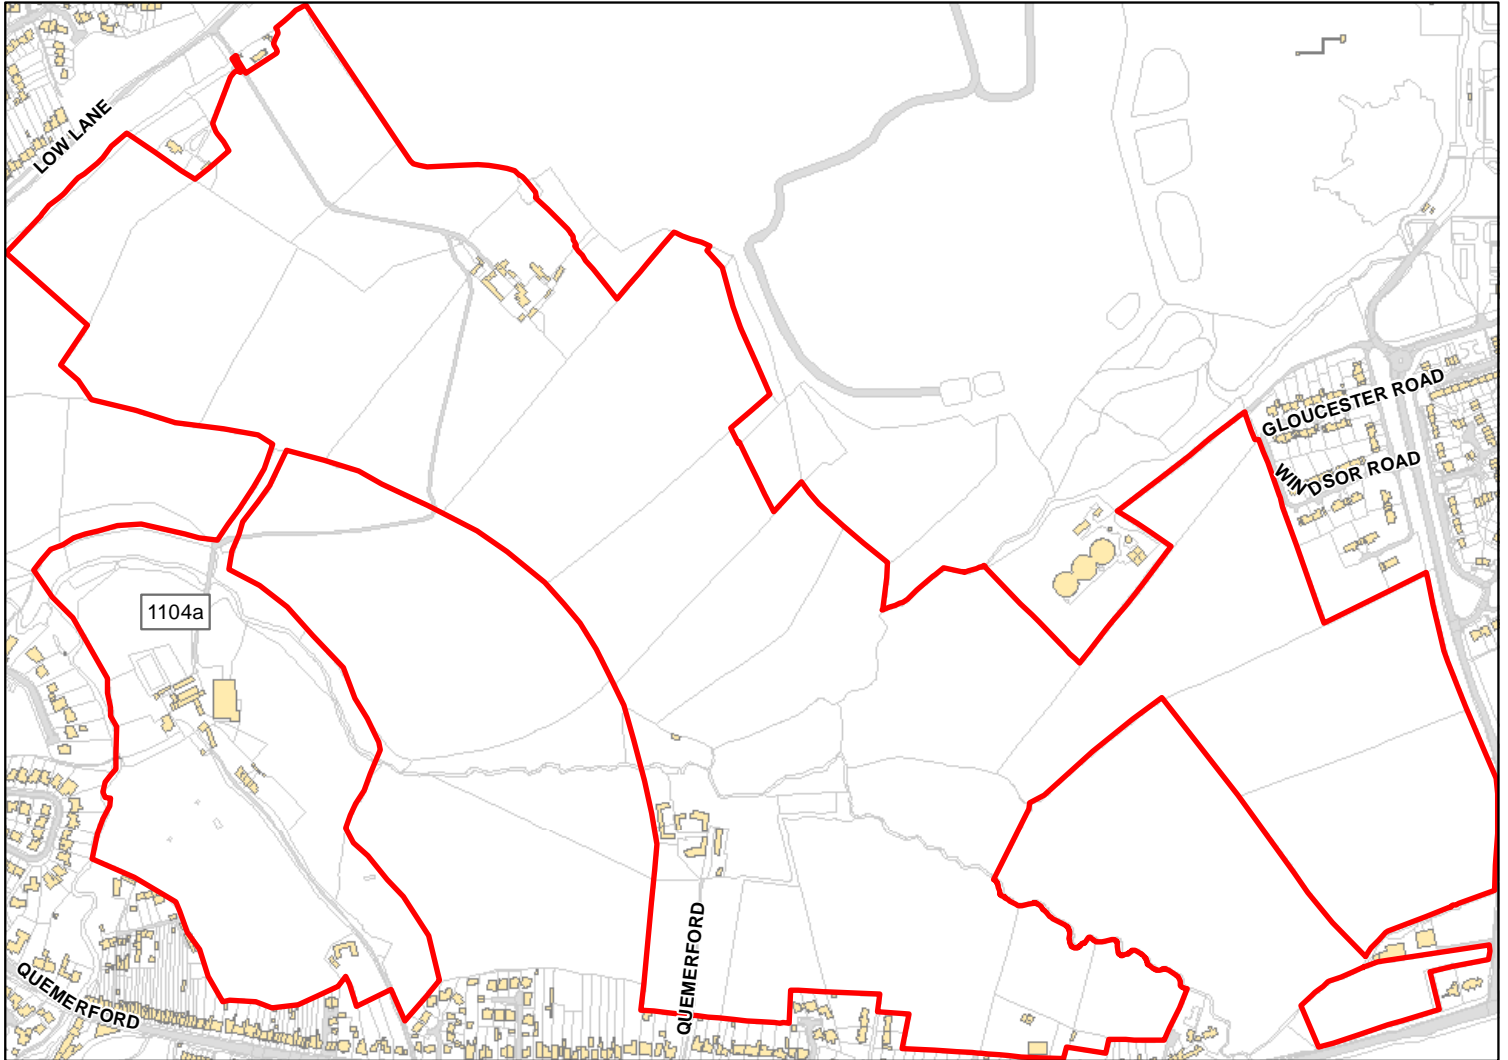 LOW LANE
GLOUCESTER ROAD
WINDSOR ROAD
1104a
QUEMERFORD
QUEMERFORD